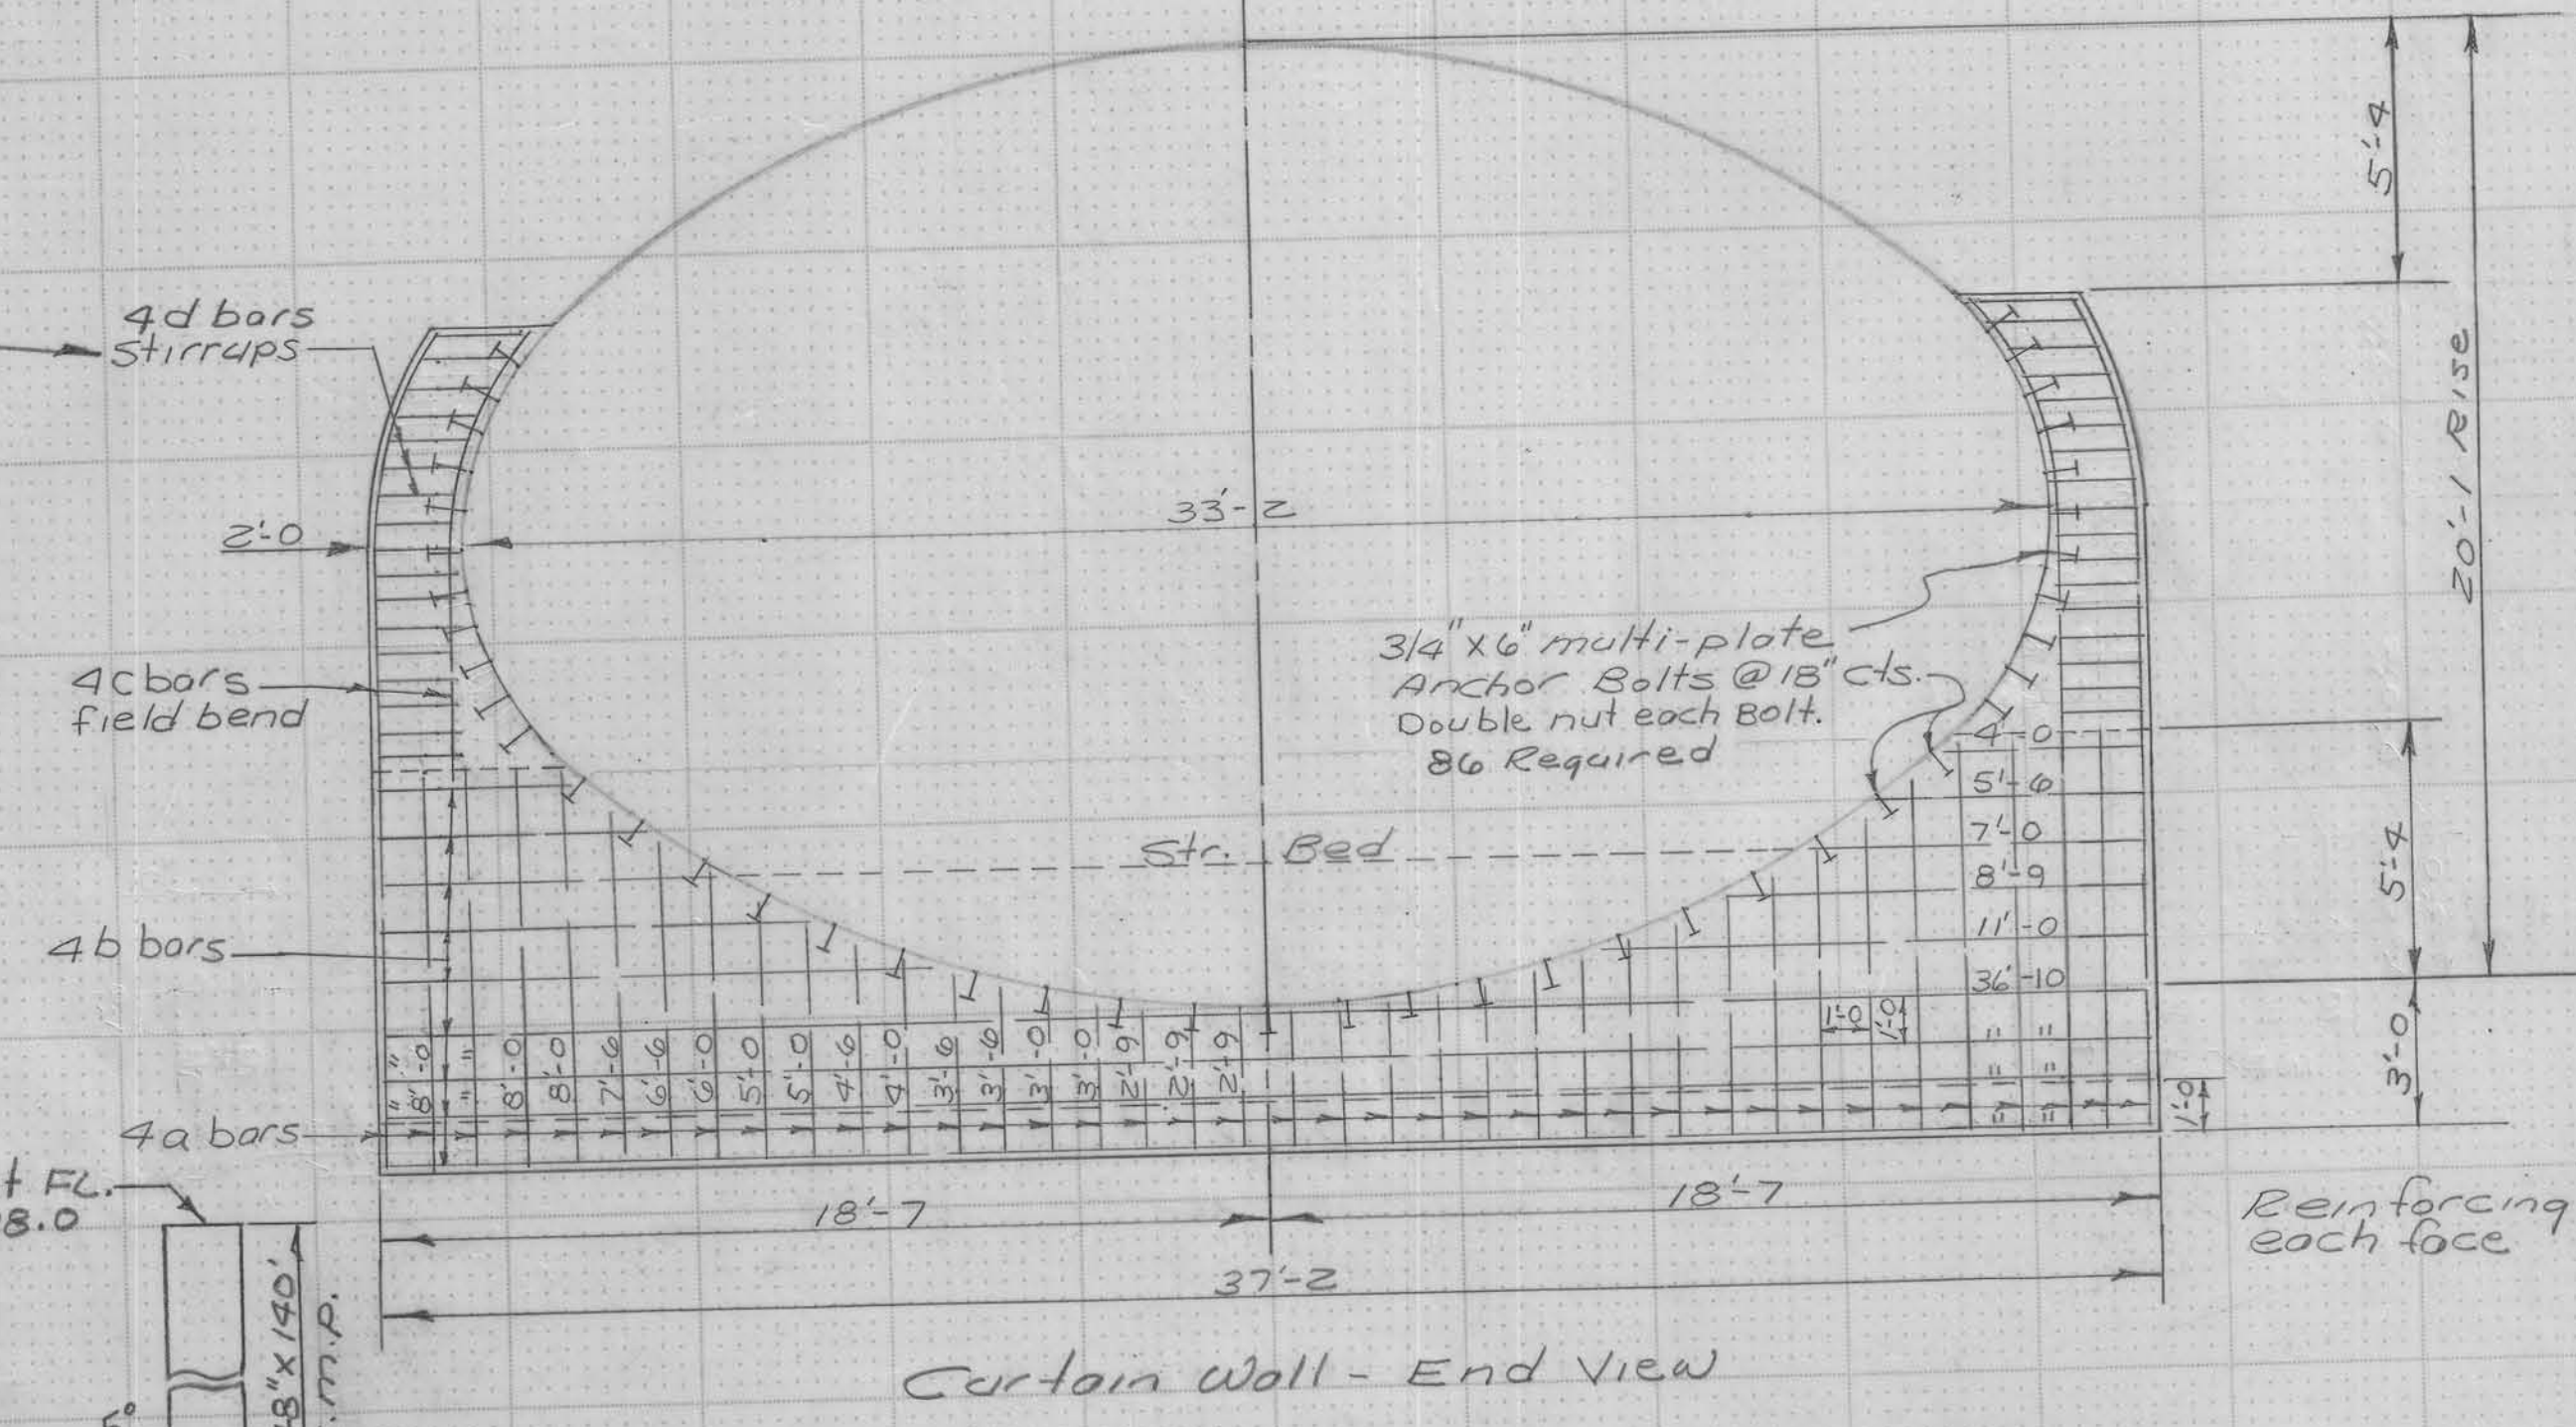 5'-4
20'-1 Rise
4d bars
Stirrups
2'-0
33'-2
3/4" x 6" multi-plate
Anchor Bolts @ 18" cts.
Double nut each Bolt.
86 Required
4c bars
field bend
4'-0
5'-6
7'-0
8'-9
11'-0
36'-10
" "
" "
" "
Str. Bed
5'-4
4b bars
1'-0
1'-0
3'-0
1'-0
" "
8'-0
"
"
8'-0
8'-0
7'-6
6'-6
6'-0
5'-0
5'-0
4'-6
4'-0
3'-6
3'-6
3'-0
3'-0
2'-9
2'-9
2'-9
4a bars
FL.
8.0
18'-7
18'-7
Reinforcing
each face
37'-2
8" x 140'
m.p.
5°
Curtain Wall - End View